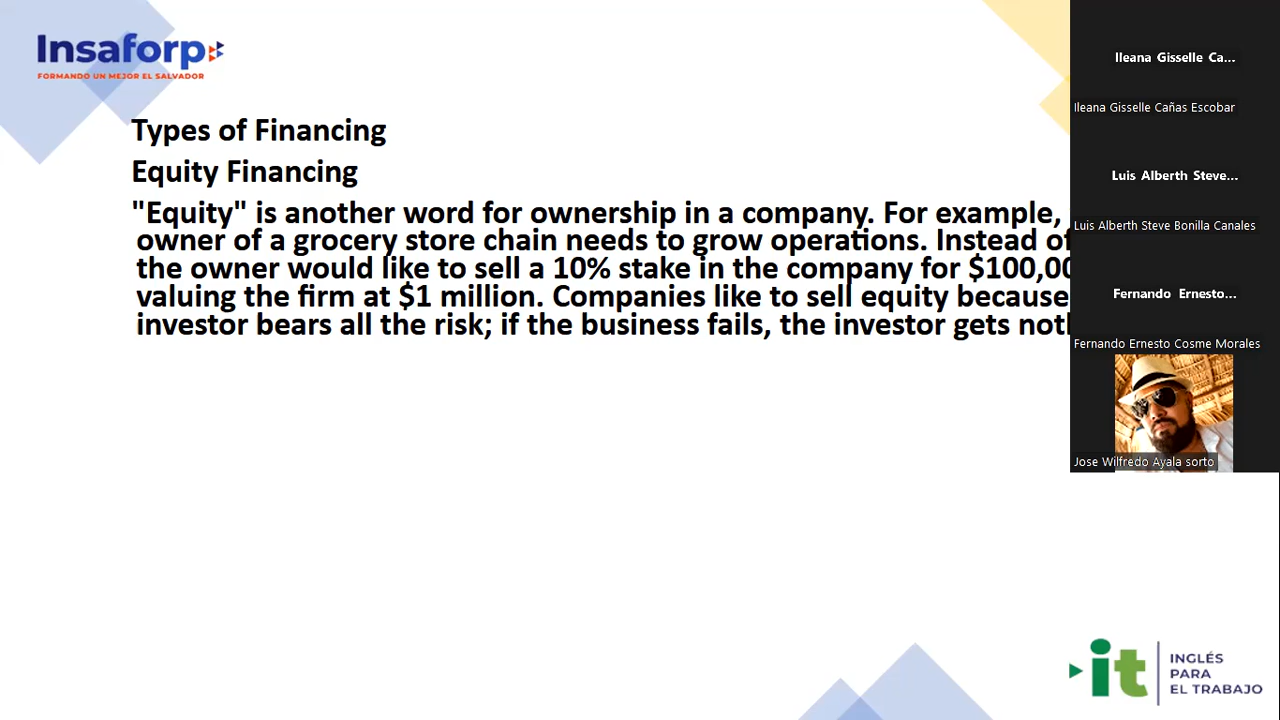 Insaforp
FORMANDO UN MEJOR EL SALVADOR
Types of Financing
Equity Financing
"Equity" is another word for ownership in a company. For example,
owner of a grocery store chain needs to grow operations. Instead of
the owner would like to sell a 10% stake in the company for $100,00
valuing the firm at $1 million. Companies like to sell equity because
investor bears all the risk; if the business fails, the investor gets
Ileana Gisselle Ca...
Ileana Gisselle Cañas Escobar
Luis Alberth Steve...
Luis Alberth Steve Bonilla Canales
Fernando Ernesto...
Fernando Ernesto Cosme Morales
Jose Wilfredo Ayala sorto
it
INGLÉS
PARA
EL TRABAJO